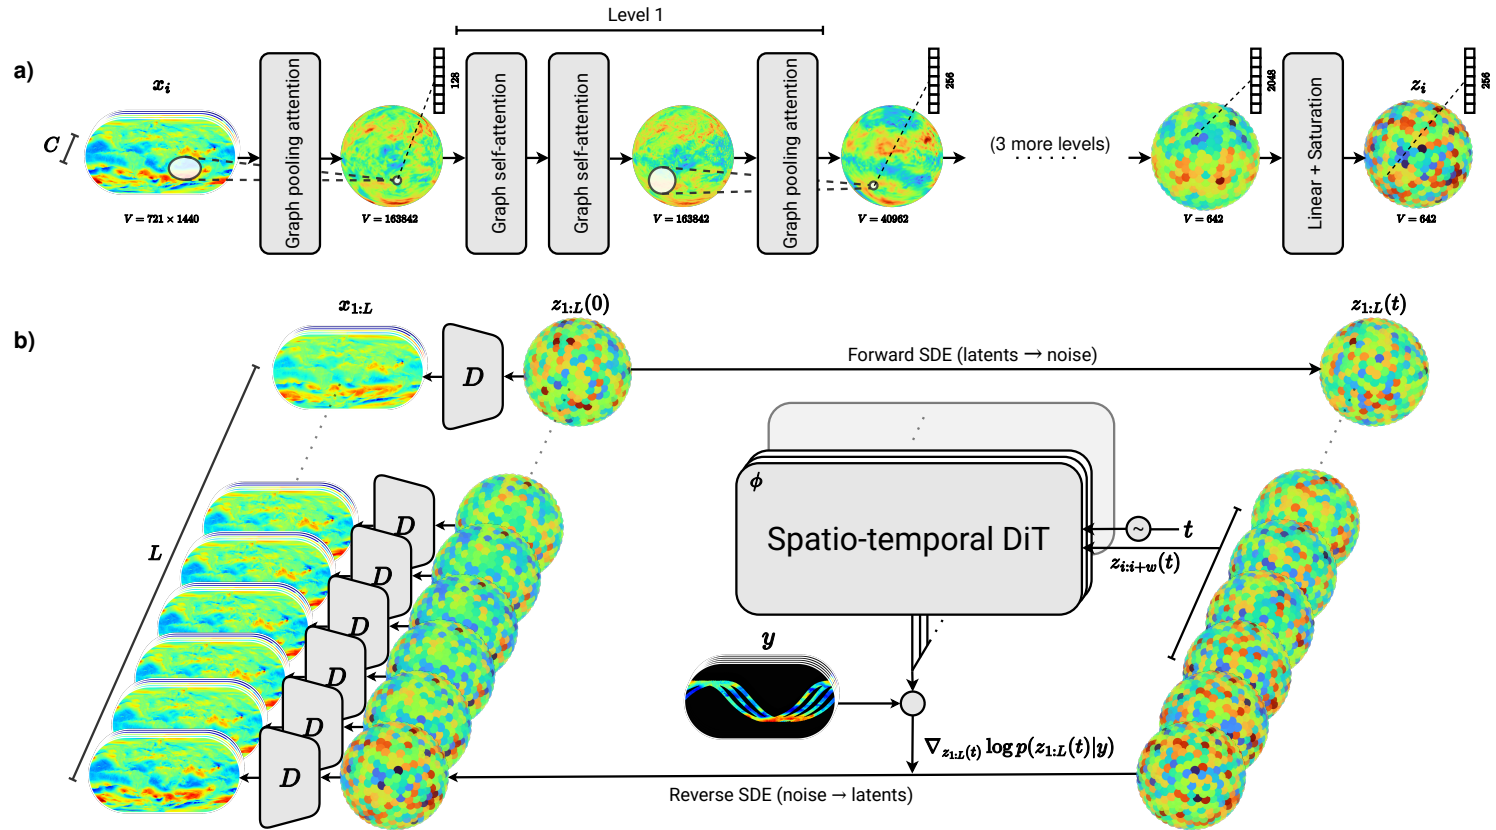 Level 1
a)
x_i
C
V = 721 × 1440
Graph pooling attention
128
V = 163842
Graph self-attention
Graph self-attention
V = 163842
Graph pooling attention
256
V = 40962
(3 more levels)
· · · · · ·
2048
V = 642
Linear + Saturation
z_i
256
V = 642
b)
x_{1:L}
z_{1:L}(0)
z_{1:L}(t)
D
Forward SDE (latents → noise)
L
D
D
D
D
D
D
ϕ
Spatio-temporal DiT
~
t
z_{i:i+w}(t)
y
∇_{z_{1:L}(t)} log p(z_{1:L}(t)|y)
Reverse SDE (noise → latents)